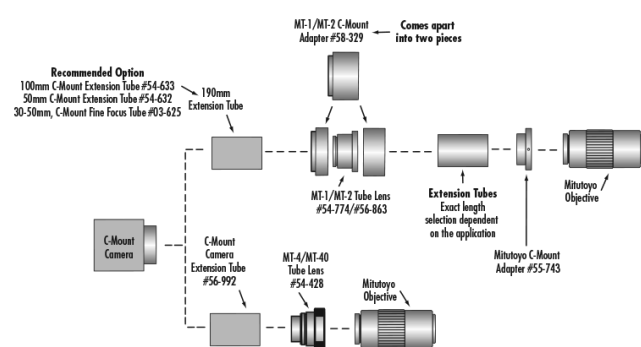 MT-1/MT-2 C-Mount
Adapter #58-329
Comes apart
into two pieces
Recommended Option
100mm C-Mount Extension Tube #54-633
50mm C-Mount Extension Tube #54-632
30-50mm, C-Mount Fine Focus Tube #03-625
190mm
Extension Tube
MT-1/MT-2 Tube Lens
#54-774/#56-863
Extension Tubes
Exact length
selection dependent
on the application
Mitutoyo
Objective
Mitutoyo C-Mount
Adapter #55-743
C-Mount
Camera
C-Mount
Camera
Extension Tube
#56-992
MT-4/MT-40
Tube Lens
#54-428
Mitutoyo
Objective